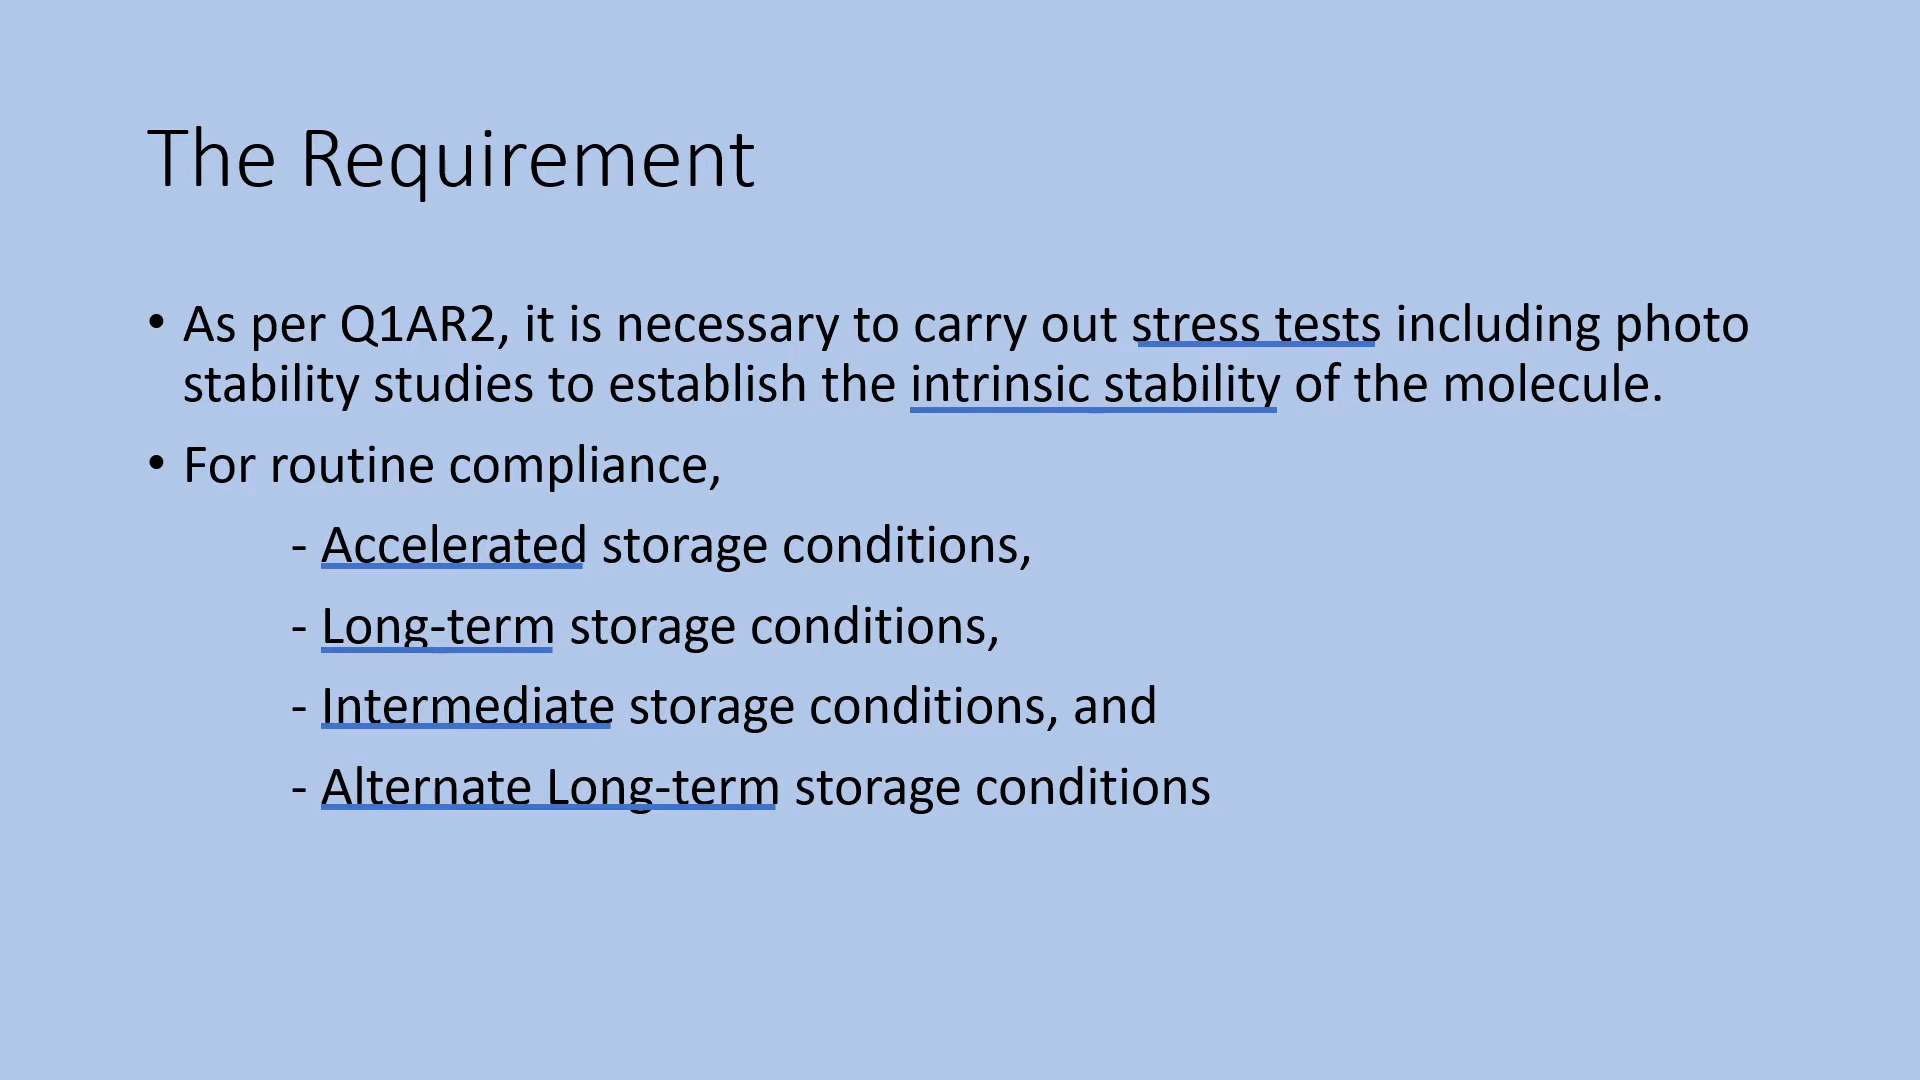 The Requirement
• As per Q1AR2, it is necessary to carry out stress tests including photo
stability studies to establish the intrinsic stability of the molecule.
• For routine compliance,
- Accelerated storage conditions,
- Long-term storage conditions,
- Intermediate storage conditions, and
- Alternate Long-term storage conditions